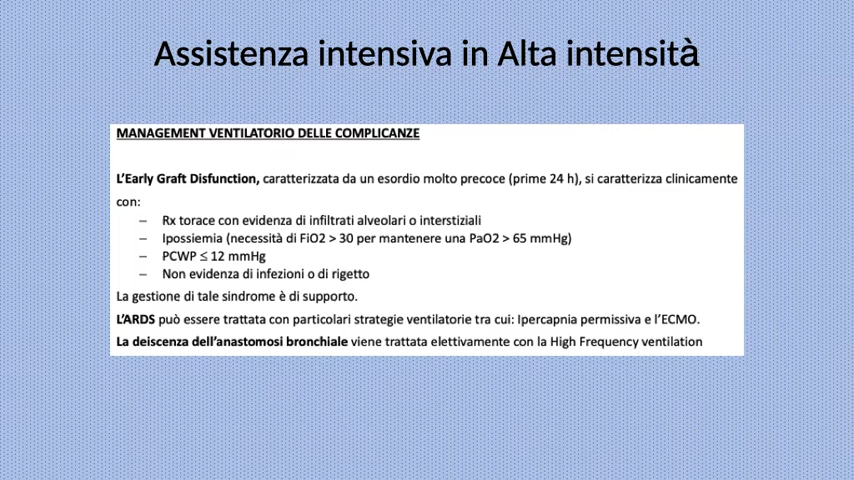 Assistenza intensiva in Alta intensità
MANAGEMENT VENTILATORIO DELLE COMPLICANZE
L'Early Graft Disfunction, caratterizzata da un esordio molto precoce (prime 24 h), si caratterizza clinicamente
con:
– Rx torace con evidenza di infiltrati alveolari o interstiziali
– Ipossiemia (necessità di FiO2 > 30 per mantenere una PaO2 > 65 mmHg)
– PCWP ≤ 12 mmHg
– Non evidenza di infezioni o di rigetto
La gestione di tale sindrome è di supporto.
L'ARDS può essere trattata con particolari strategie ventilatorie tra cui: Ipercapnia permissiva e l'ECMO.
La deiscenza dell'anastomosi bronchiale viene trattata elettivamente con la High Frequency ventilation